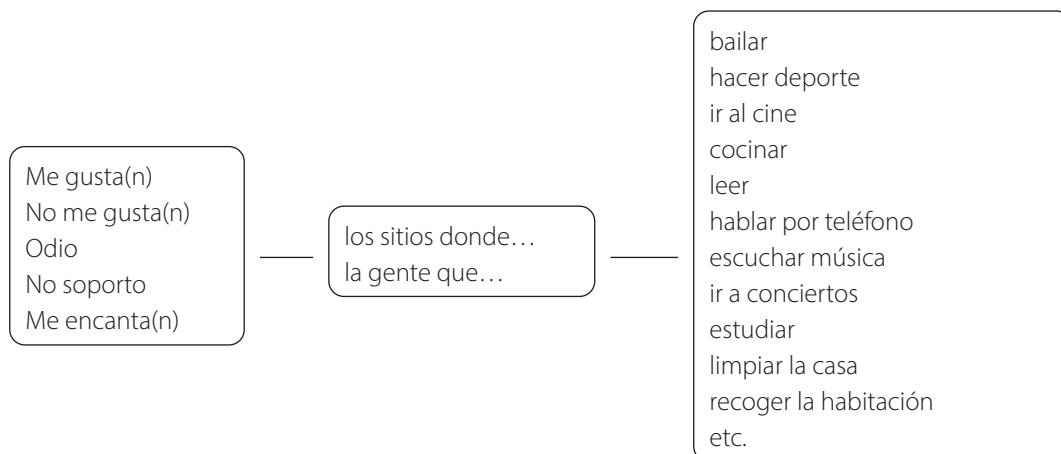 Me gusta(n)
No me gusta(n)
Odio
No soporto
Me encanta(n)
los sitios donde…
la gente que…
bailar
hacer deporte
ir al cine
cocinar
leer
hablar por teléfono
escuchar música
ir a conciertos
estudiar
limpiar la casa
recoger la habitación
etc.